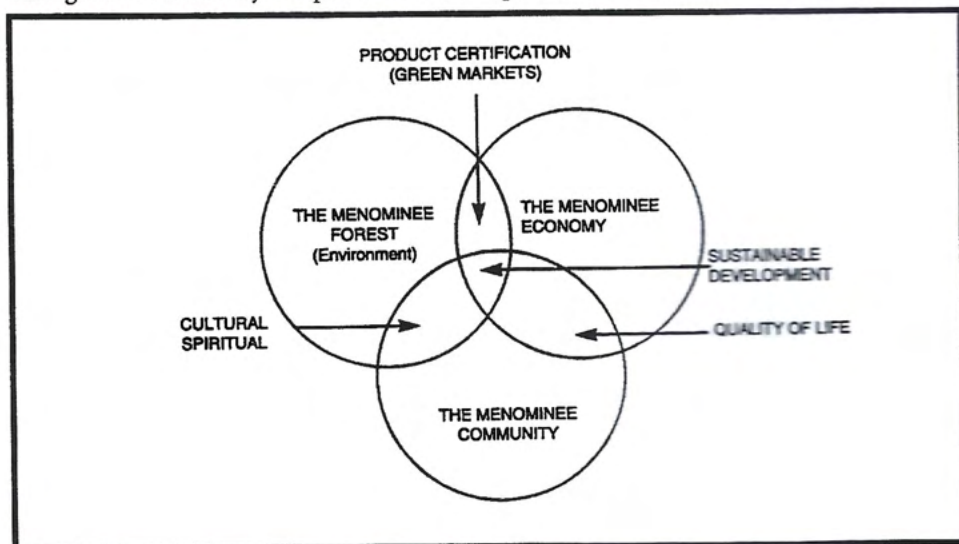 PRODUCT CERTIFICATION
(GREEN MARKETS)
THE MENOMINEE
FOREST
(Environment)
THE MENOMINEE
ECONOMY
SUSTAINABLE
DEVELOPMENT
CULTURAL
SPIRITUAL
QUALITY OF LIFE
THE MENOMINEE
COMMUNITY